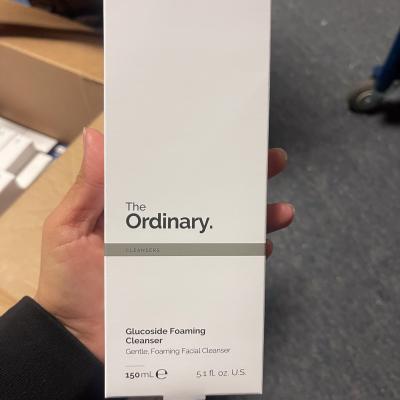 The
Ordinary.
CLEANSERS
Glucoside Foaming
Cleanser
Gentle, Foaming Facial Cleanser
150mL ℮ 5.1 fl. oz. U.S.